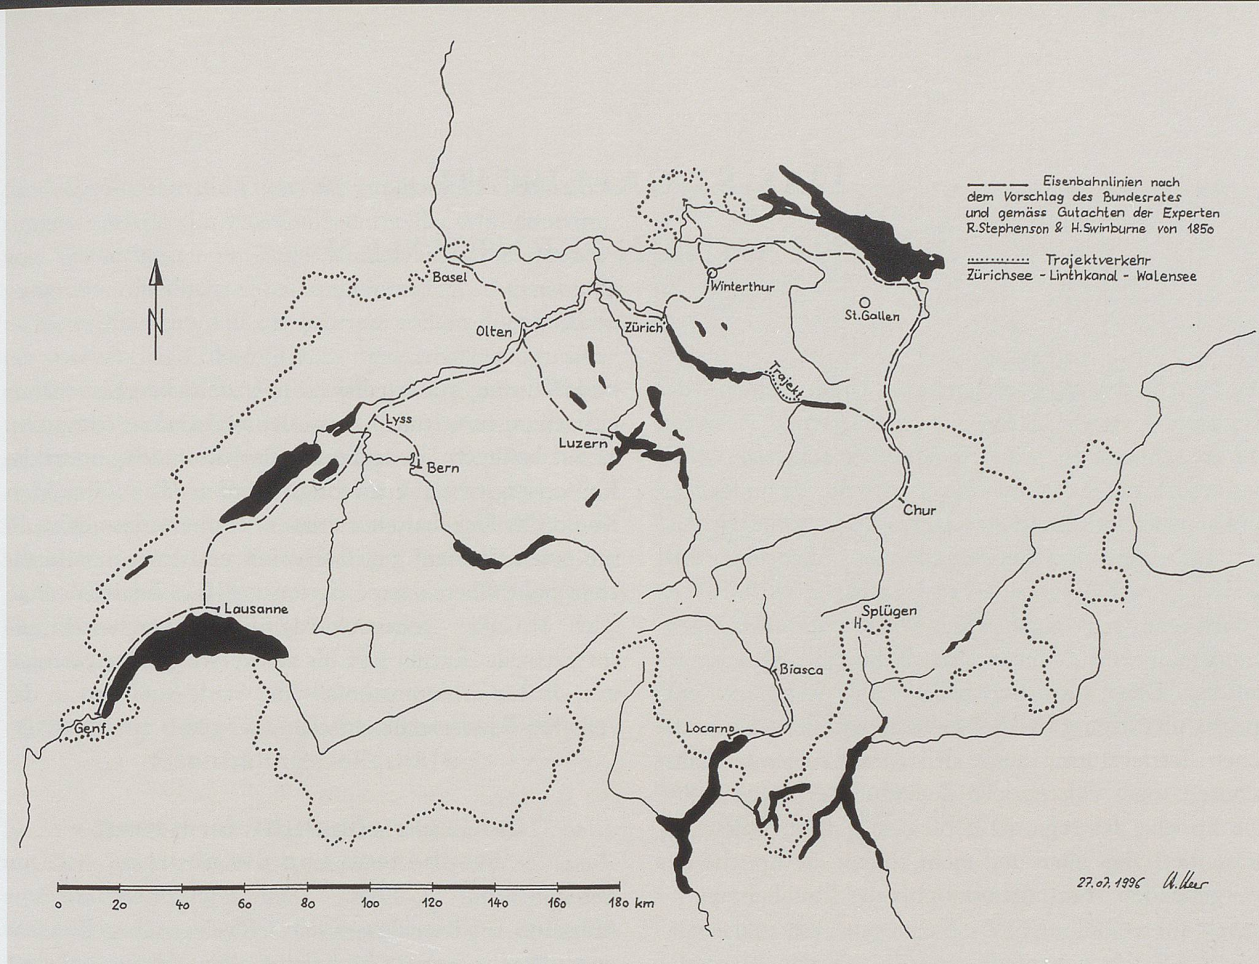 Eisenbahnlinien nach
dem Vorschlag des Bundesrates
und gemäss Gutachten der Experten
R.Stephenson & H.Swinburne von 1850
Trajektverkehr
Zürichsee - Linthkanal - Walensee
N
Basel
Winterthur
St.Gallen
Olten
Zürich
Trajekt
Lyss
Luzern
Bern
Chur
Lausanne
Splügen
Biasca
Locarno
Genf
0 20 40 60 80 100 120 140 160 180 km
27.07.1996